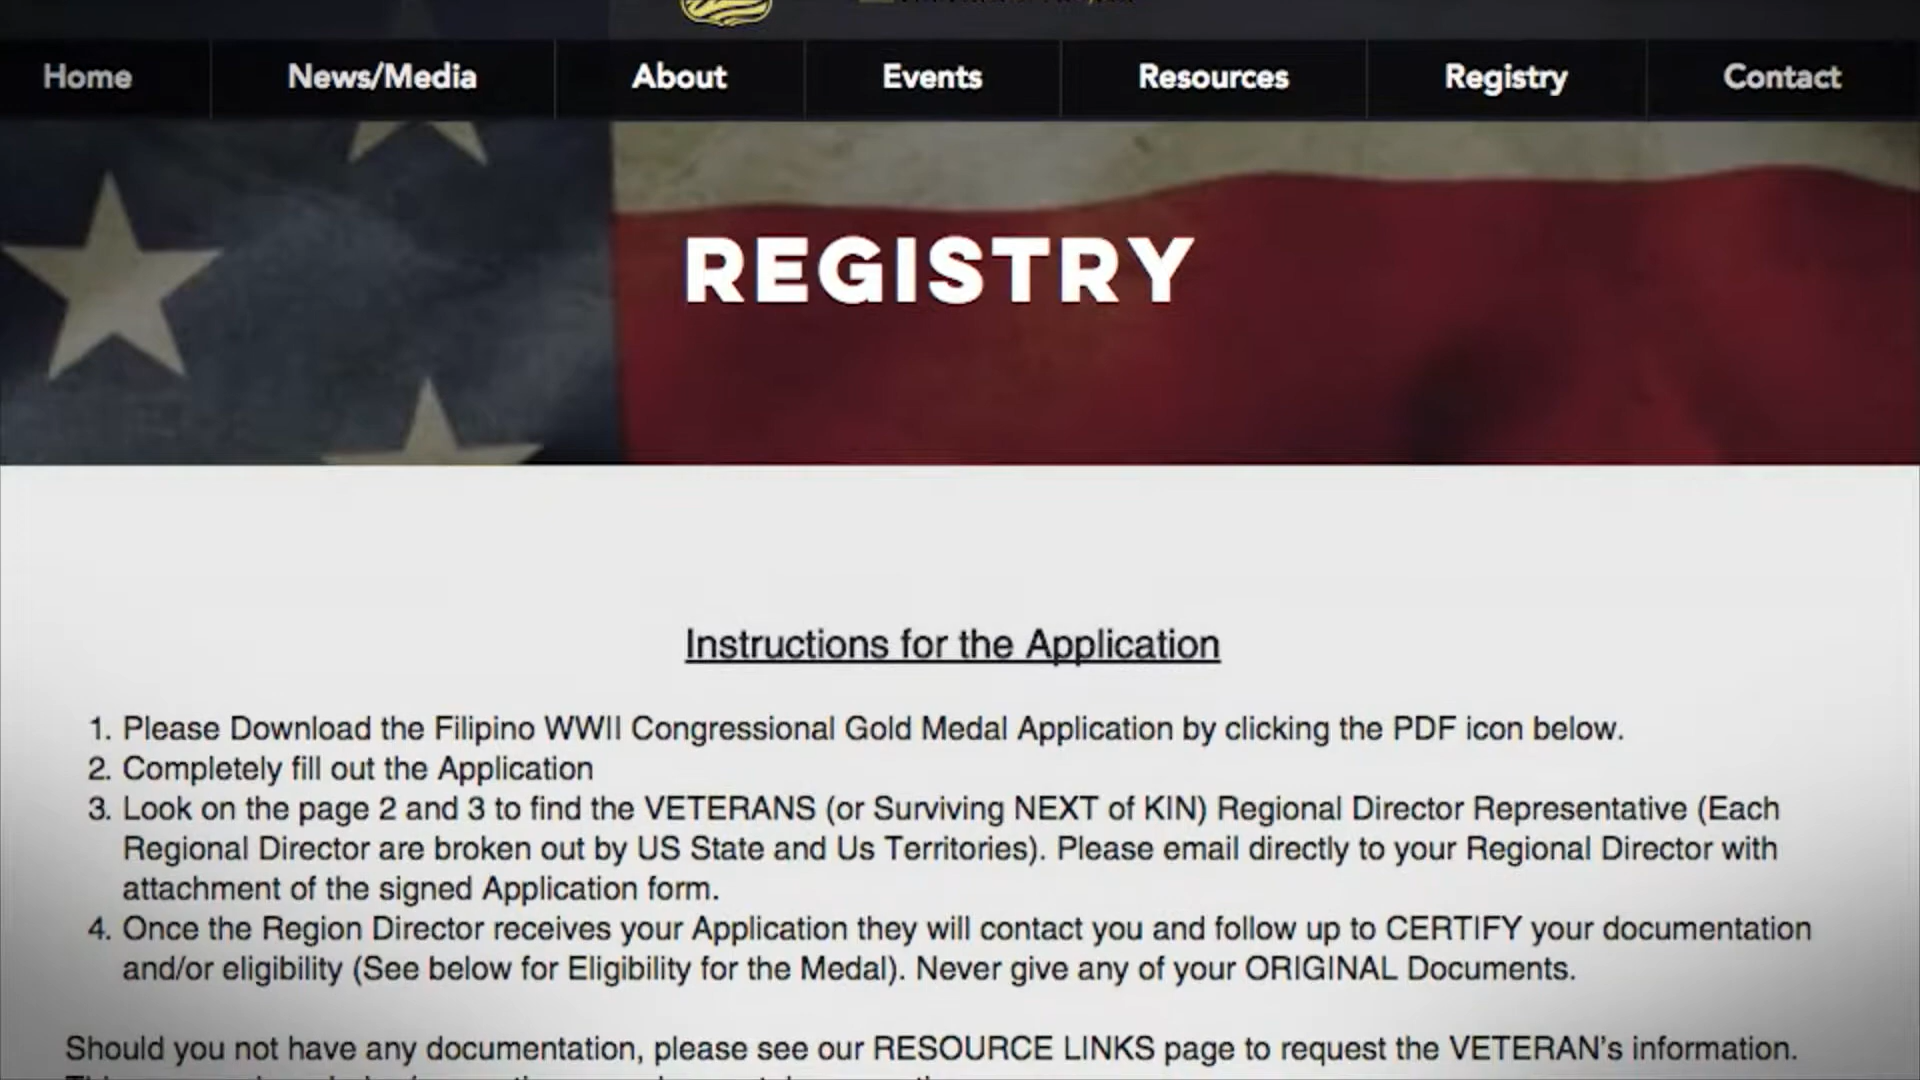 Home News/Media About Events Resources Registry Contact
REGISTRY
Instructions for the Application
1. Please Download the Filipino WWII Congressional Gold Medal Application by clicking the PDF icon below.
2. Completely fill out the Application
3. Look on the page 2 and 3 to find the VETERANS (or Surviving NEXT of KIN) Regional Director Representative (Each
Regional Director are broken out by US State and Us Territories). Please email directly to your Regional Director with
attachment of the signed Application form.
4. Once the Region Director receives your Application they will contact you and follow up to CERTIFY your documentation
and/or eligibility (See below for Eligibility for the Medal). Never give any of your ORIGINAL Documents.
Should you not have any documentation, please see our RESOURCE LINKS page to request the VETERAN's information.